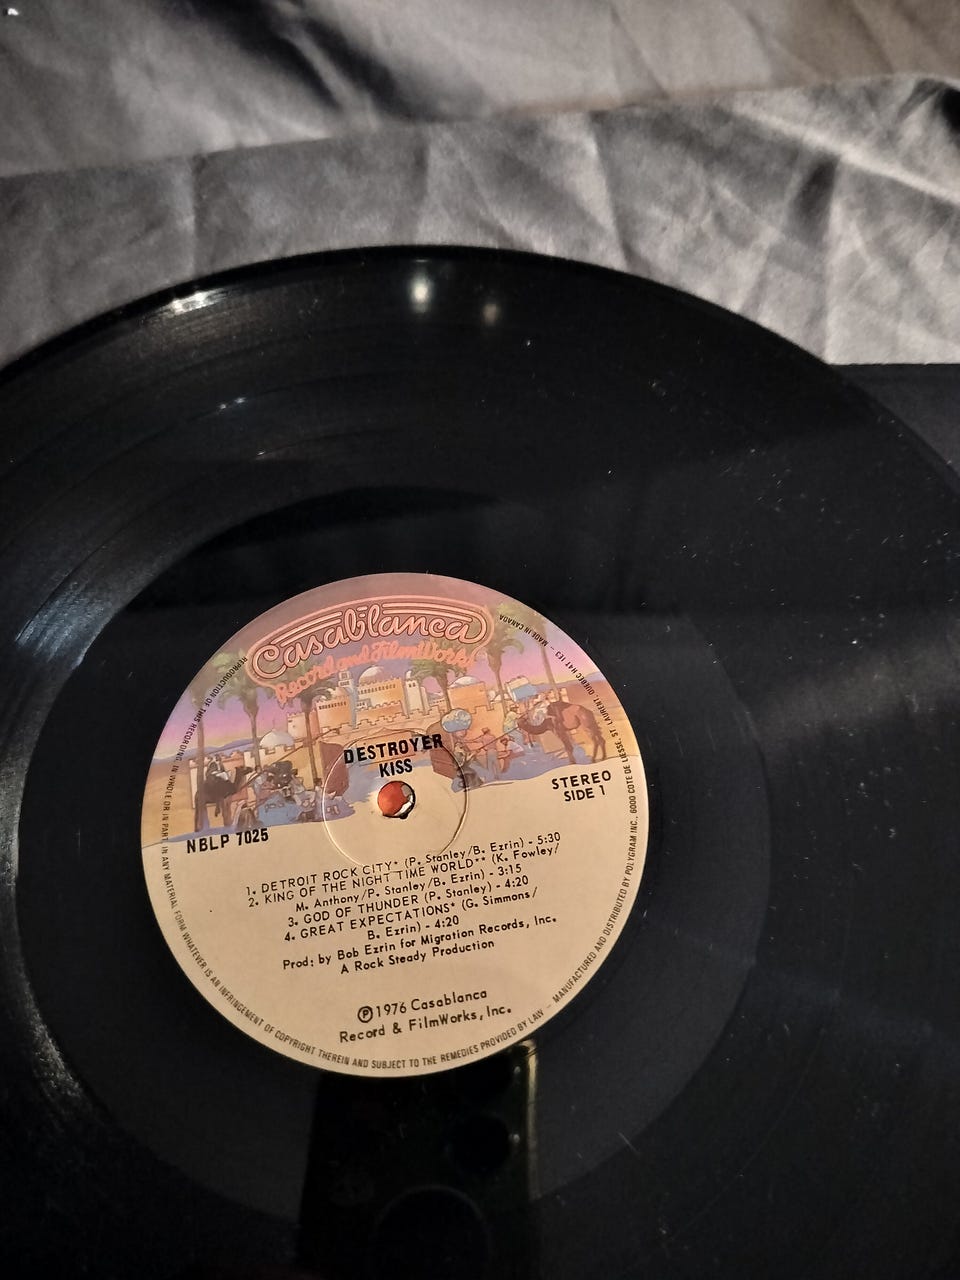 Casablanca
Record and FilmWorks
DESTROYER
KISS
STEREO
SIDE 1
NBLP 7025
1. DETROIT ROCK CITY* (P. Stanley/B. Ezrin) - 5:30
2. KING OF THE NIGHT TIME WORLD** (K. Fowley/
M. Anthony/P. Stanley/B. Ezrin) - 3:15
3. GOD OF THUNDER (P. Stanley) - 4:20
4. GREAT EXPECTATIONS* (G. Simmons/
B. Ezrin) - 4:20
Prod: by Bob Ezrin for Migration Records, Inc.
A Rock Steady Production
Ⓟ1976 Casablanca
Record & FilmWorks, Inc.
REPRODUCTION OF THIS RECORDING IN WHOLE OR IN PART, IN ANY MATERIAL FORM WHATEVER IS AN INFRINGEMENT OF COPYRIGHT THEREIN AND SUBJECT TO THE REMEDIES PROVIDED BY LAW — MANUFACTURED AND DISTRIBUTED BY POLYGRAM INC., 6000 COTE DE LIESSE, ST. LAURENT, QUEBEC H4T 1E3 — MADE IN CANADA